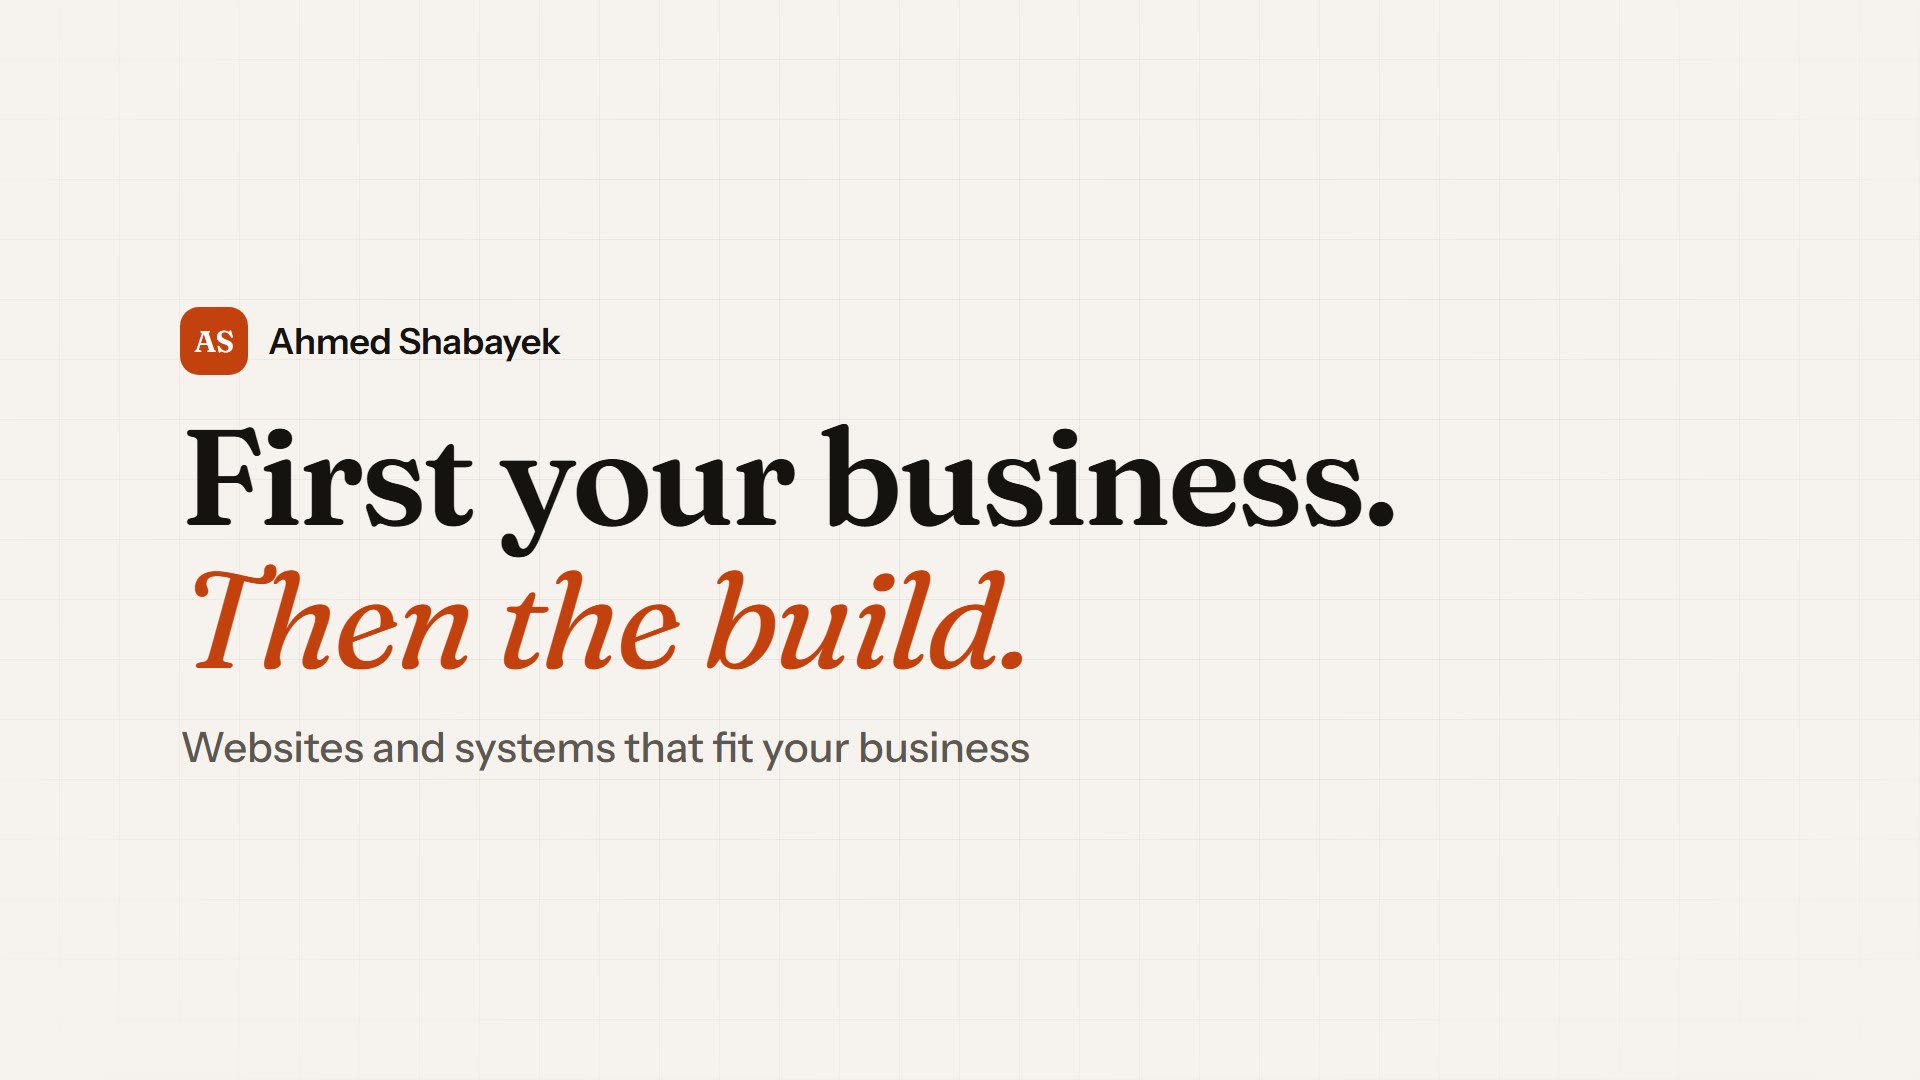 AS
Ahmed Shabayek
First your business.
Then the build.
Websites and systems that fit your business